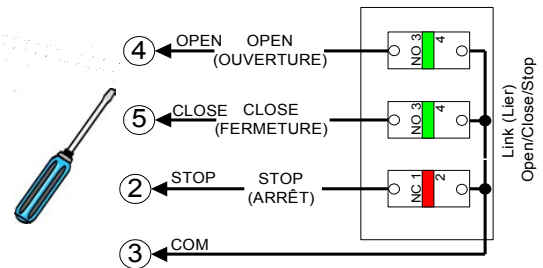 4 OPEN OPEN NO 3 4
(OUVERTURE)
5 CLOSE CLOSE NO 3 4
(FERMETURE)
2 STOP STOP NC 1 2
(ARRÊT)
3 COM
Link (Lier)
Open/Close/Stop